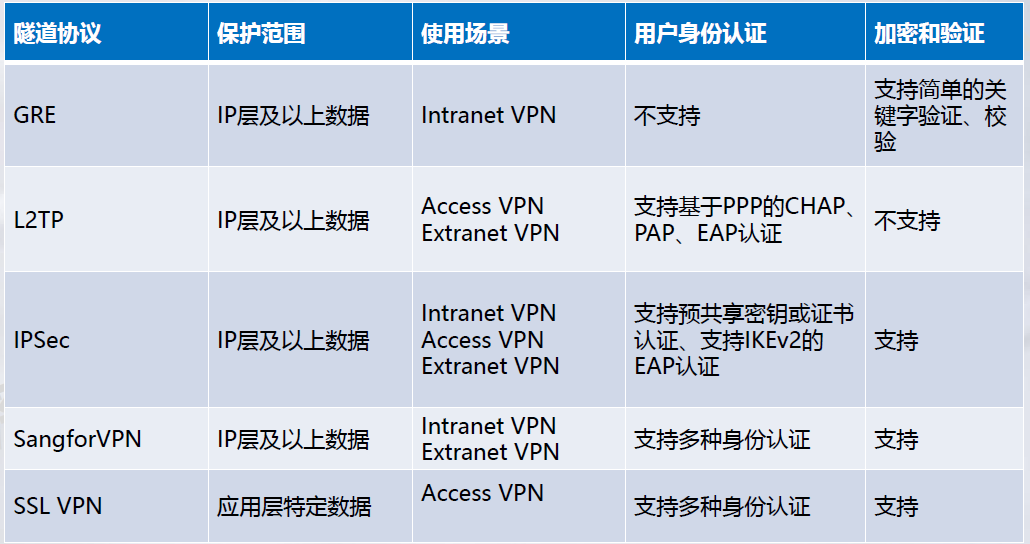 隧道协议
保护范围
使用场景
用户身份认证
加密和验证
GRE
IP层及以上数据
Intranet VPN
不支持
支持简单的关
键字验证、校
验
L2TP
IP层及以上数据
Access VPN
Extranet VPN
支持基于PPP的CHAP、
PAP、EAP认证
不支持
IPSec
IP层及以上数据
Intranet VPN
Access VPN
Extranet VPN
支持预共享密钥或证书
认证、支持IKEv2的
EAP认证
支持
SangforVPN
IP层及以上数据
Intranet VPN
Extranet VPN
支持多种身份认证
支持
SSL VPN
应用层特定数据
Access VPN
支持多种身份认证
支持